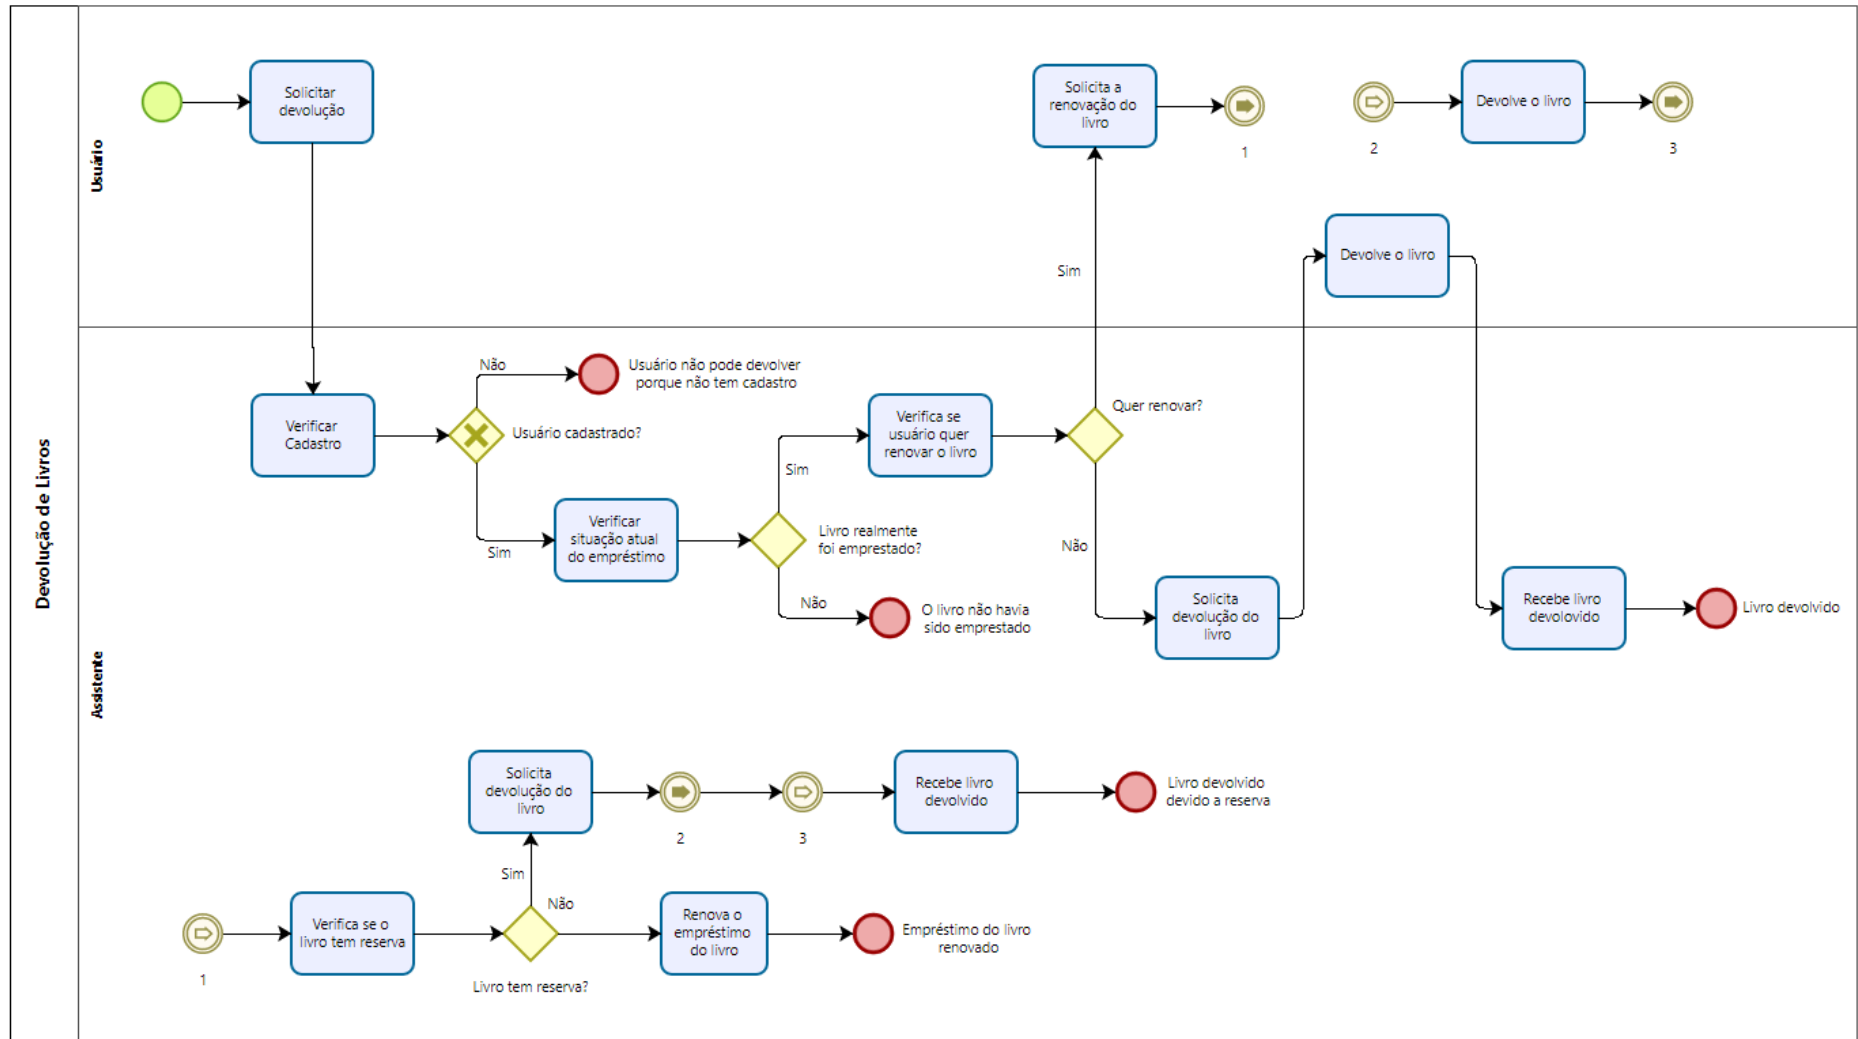 Devolução de Livros
Usuário
Solicitar
devolução
Solicita a
renovação do
livro
1
2
Devolve o livro
3
Sim
Devolve o livro
Assistente
Verificar
Cadastro
Não
Usuário não pode devolver
porque não tem cadastro
Usuário cadastrado?
Sim
Verificar
situação atual
do empréstimo
Sim
Livro realmente
foi emprestado?
Não
O livro não havia
sido emprestado
Verifica se
usuário quer
renovar o livro
Quer renovar?
Não
Solicita
devolução do
livro
Recebe livro
devolovido
Livro devolvido
Solicita
devolução do
livro
2
3
Recebe livro
devolvido
Livro devolvido
devido a reserva
Sim
Não
1
Verifica se o
livro tem reserva
Livro tem reserva?
Renova o
empréstimo
do livro
Empréstimo do livro
renovado